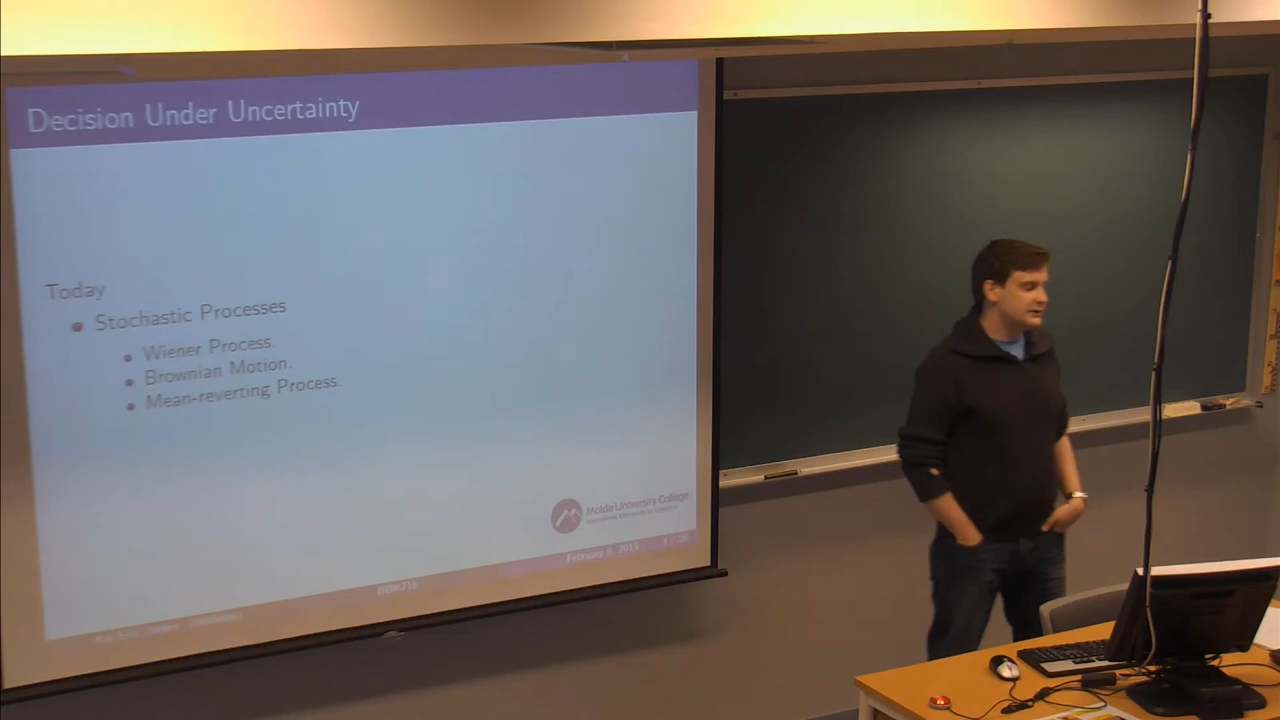 Decision Under Uncertainty
Today
Stochastic Processes
Wiener Process.
Brownian Motion.
Mean-reverting Process.
Molde University College
February 6, 2015